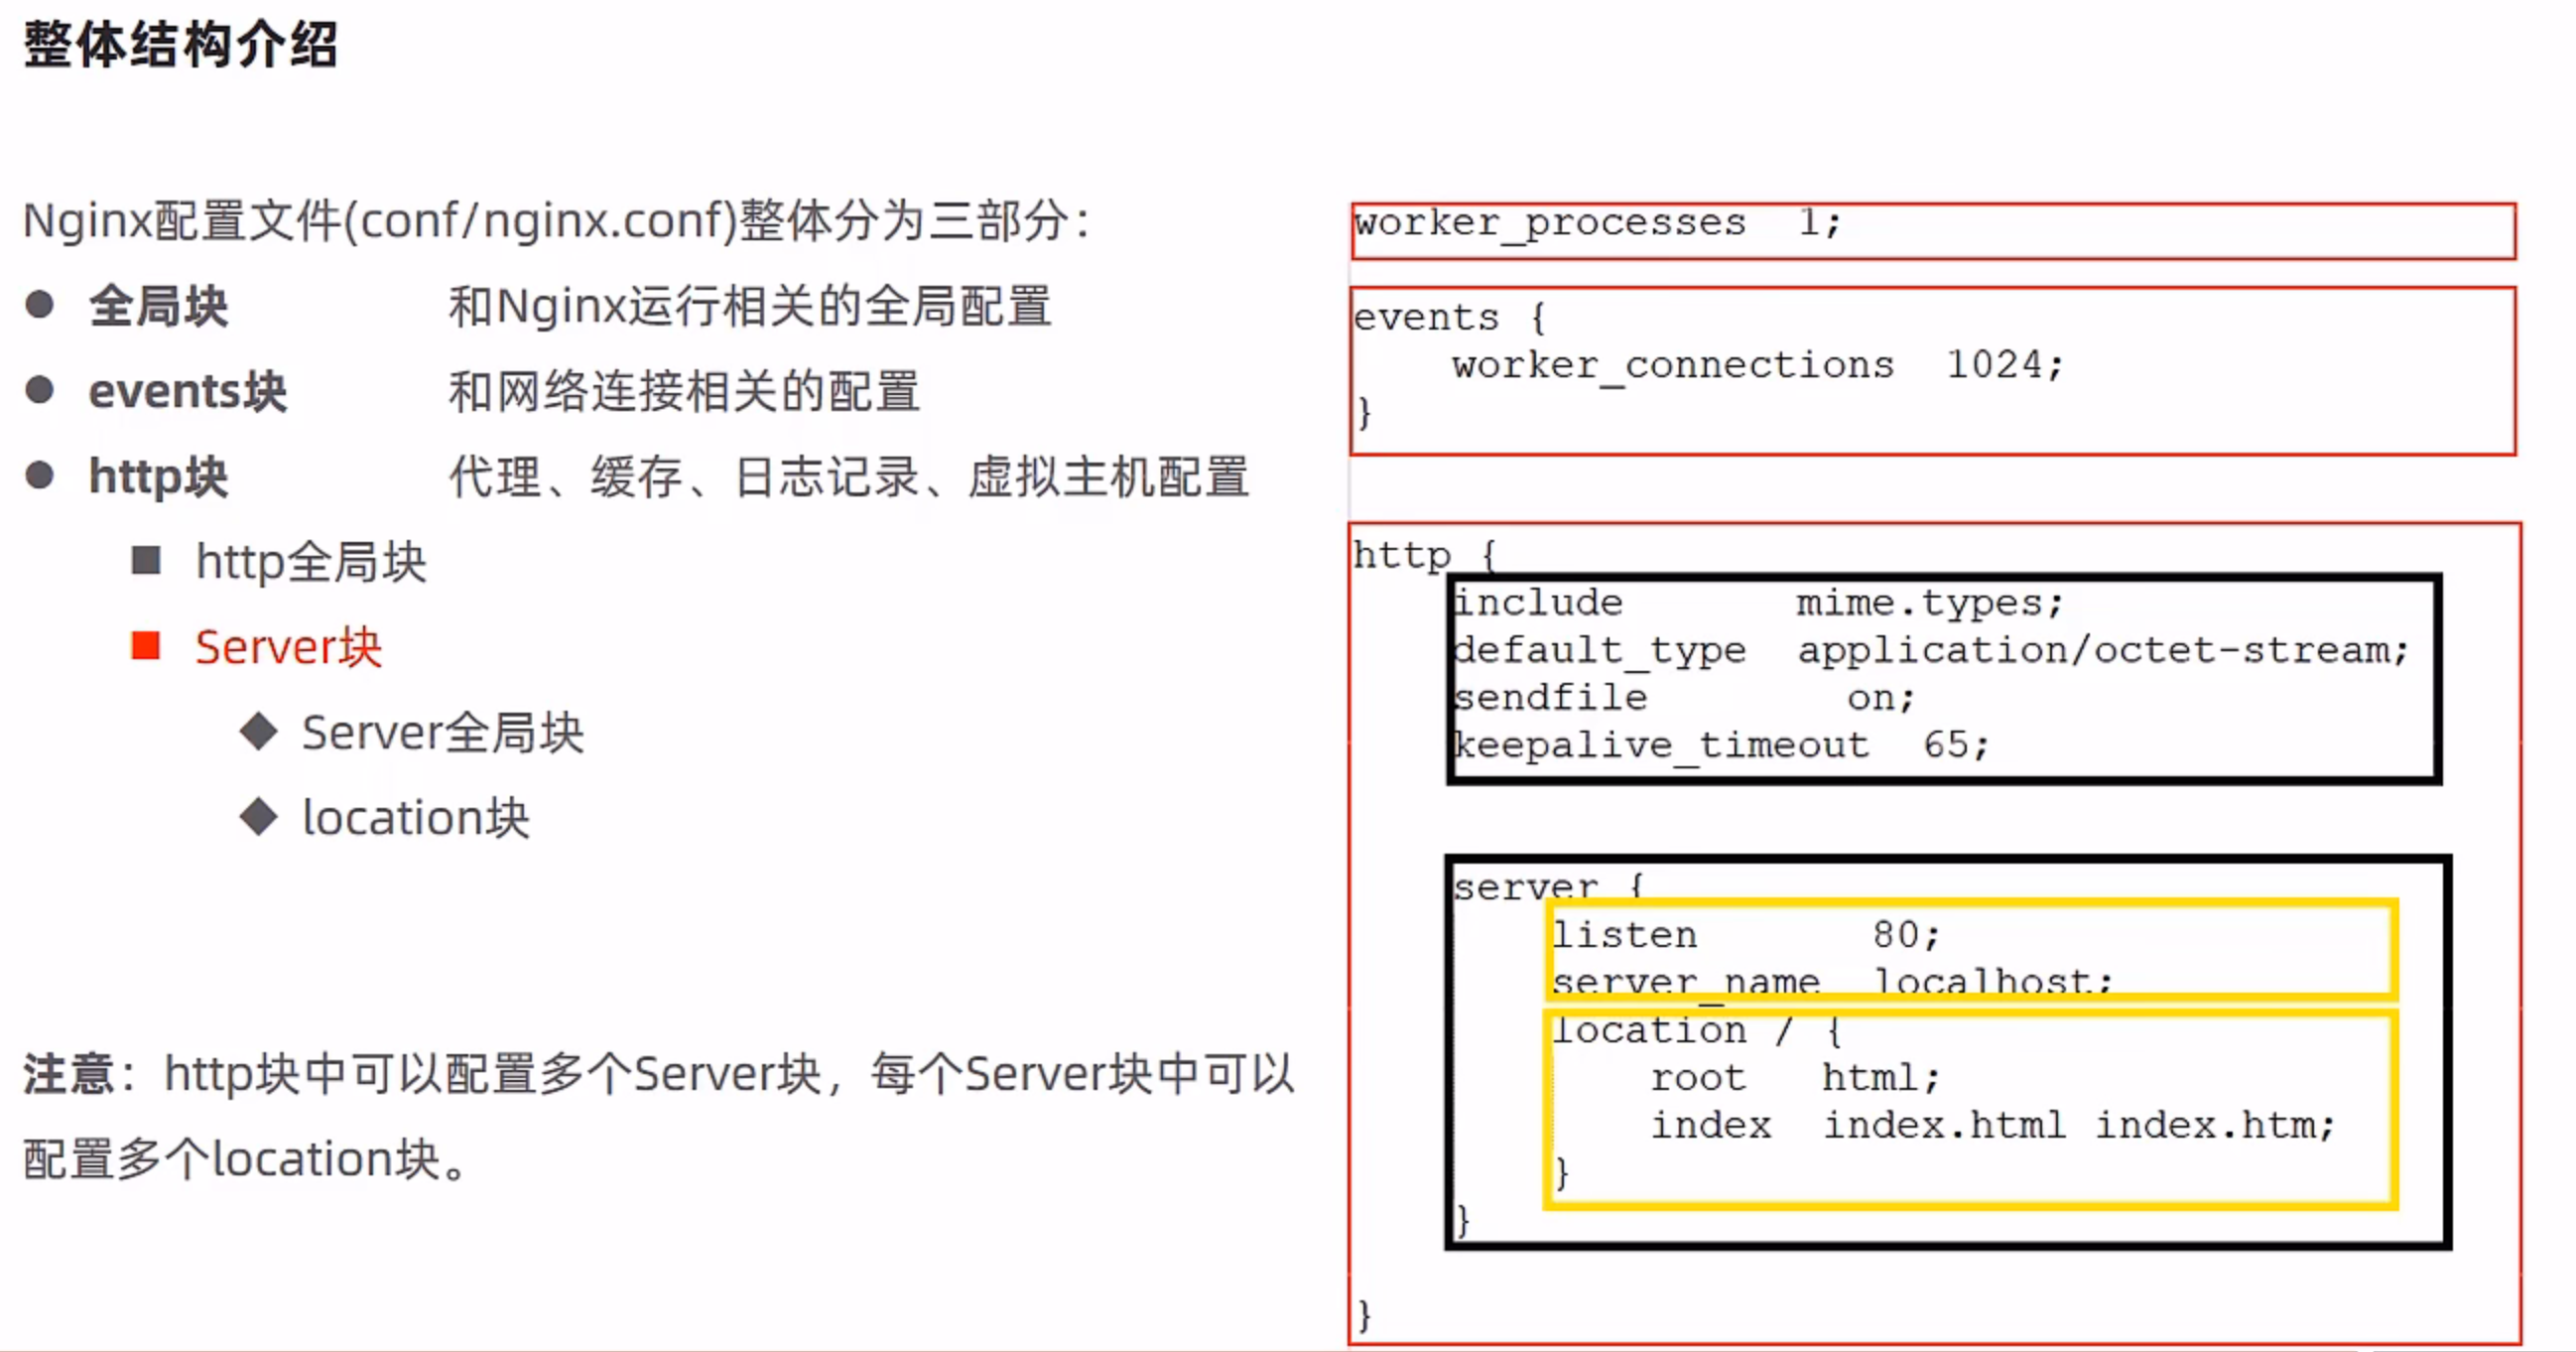 整体结构介绍
Nginx配置文件(conf/nginx.conf)整体分为三部分：
● 全局块 和Nginx运行相关的全局配置
● events块 和网络连接相关的配置
● http块 代理、缓存、日志记录、虚拟主机配置
■ http全局块
■ Server块
◆ Server全局块
◆ location块
注意：http块中可以配置多个Server块，每个Server块中可以
配置多个location块。
worker_processes  1;
events {
    worker_connections  1024;
}
http {
    include       mime.types;
    default_type  application/octet-stream;
    sendfile        on;
    keepalive_timeout  65;
    server {
        listen       80;
        server_name  localhost;
        location / {
            root   html;
            index  index.html index.htm;
        }
    }
}